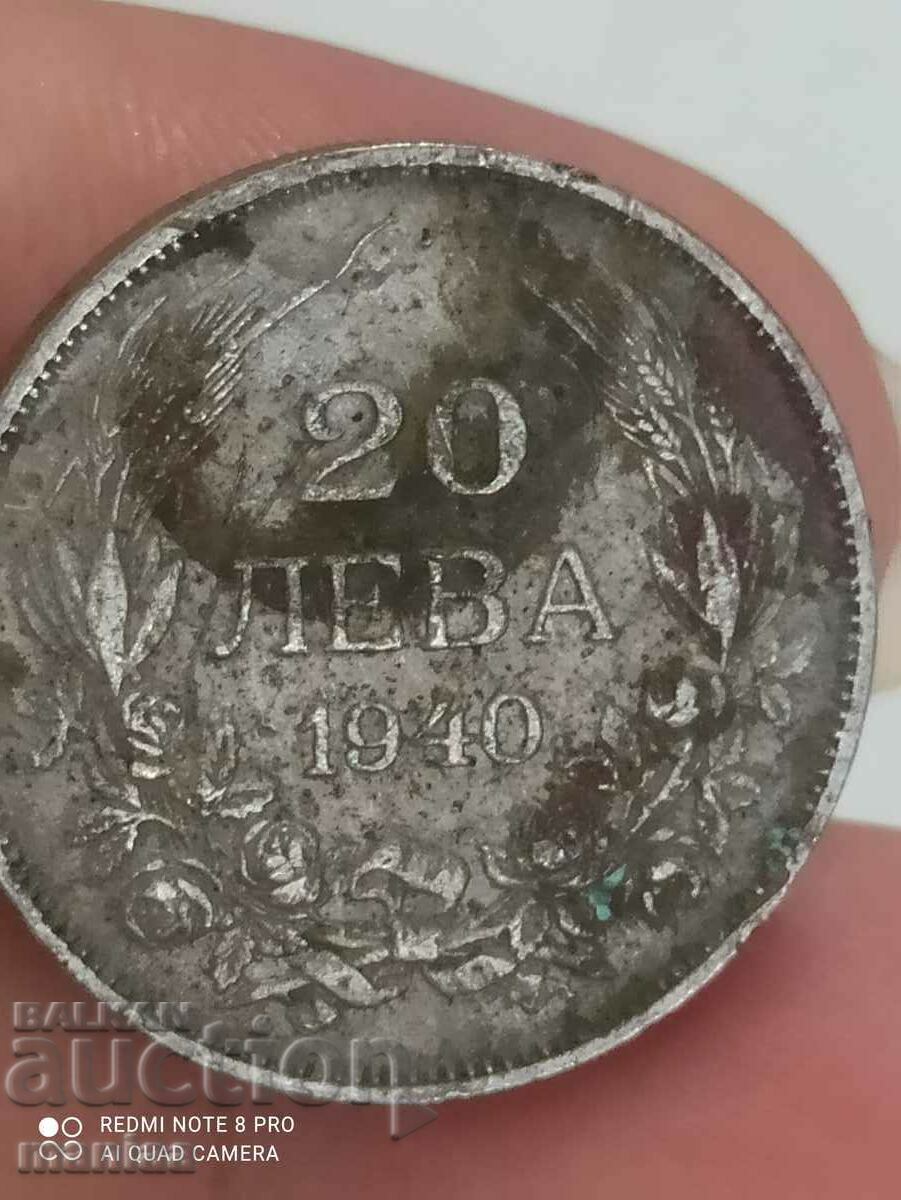 20
ЛЕВА
1940
BALKAN
auction
REDMI NOTE 8 PRO
AI QUAD CAMERA